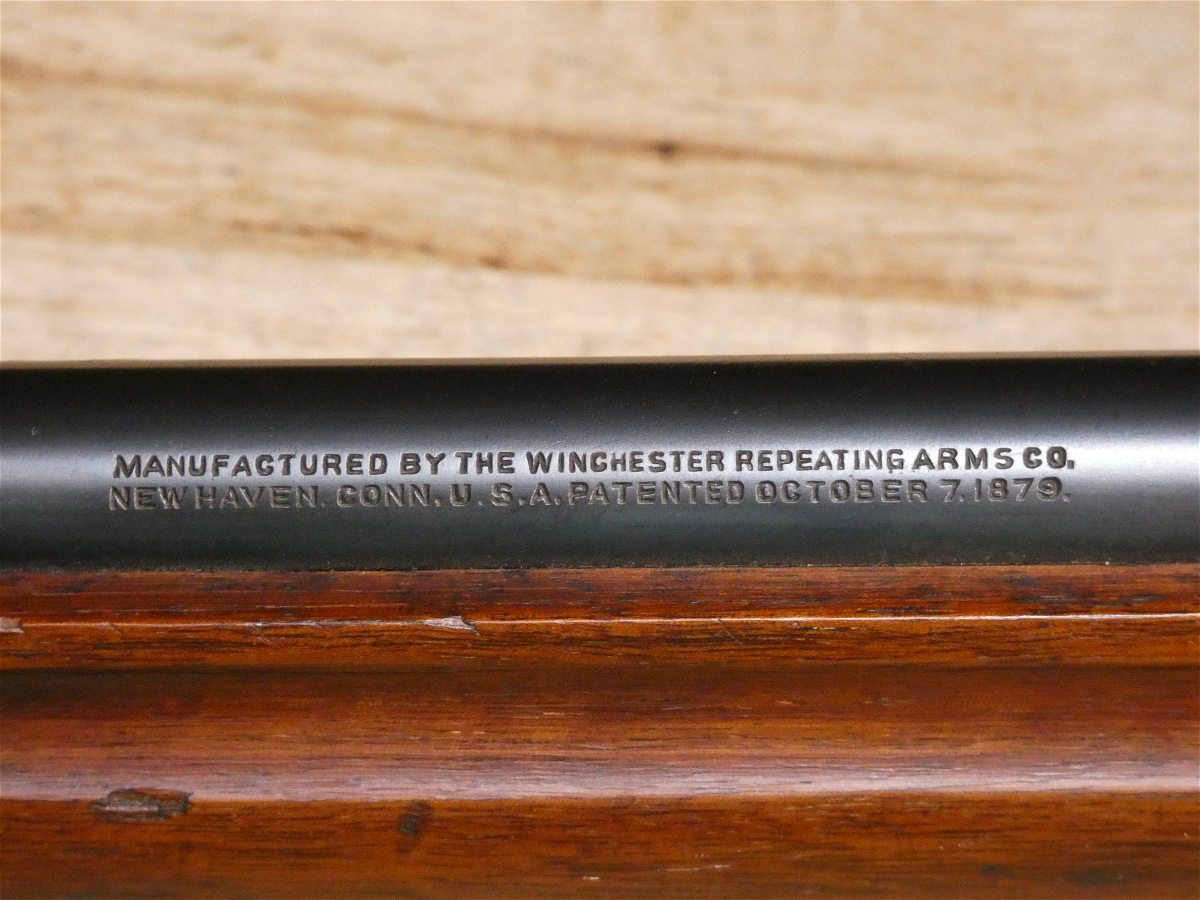 MANUFACTURED BY THE WINCHESTER REPEATING ARMS CO.
NEW HAVEN. CONN. U.S.A. PATENTED OCTOBER 7. 1879.